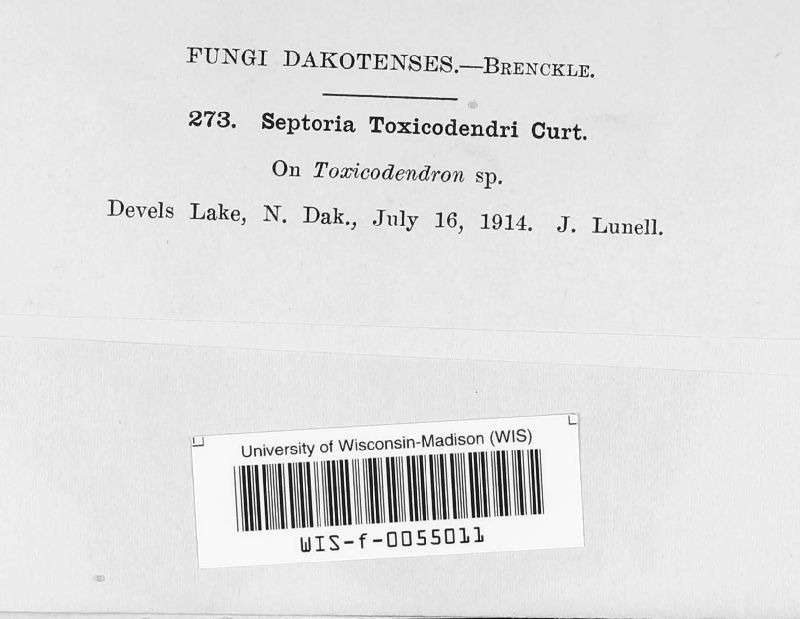 FUNGI DAKOTENSES.—BRENCKLE.
273. Septoria Toxicodendri Curt.
On Toxicodendron sp.
Devels Lake, N. Dak., July 16, 1914. J. Lunell.
University of Wisconsin-Madison (WIS)
WIS-f-0055011